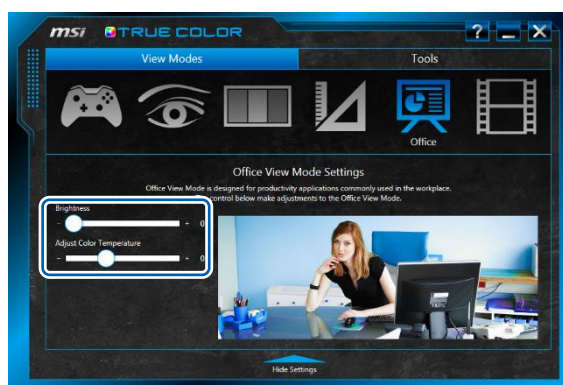 msi TRUE COLOR
? _ X
View Modes Tools
Office
Office View Mode Settings
Office View Mode is designed for productivity applications commonly used in the workplace.
control below make adjustments to the Office View Mode.
Brightness
- + 0
Adjust Color Temperature
- + 0
Hide Settings